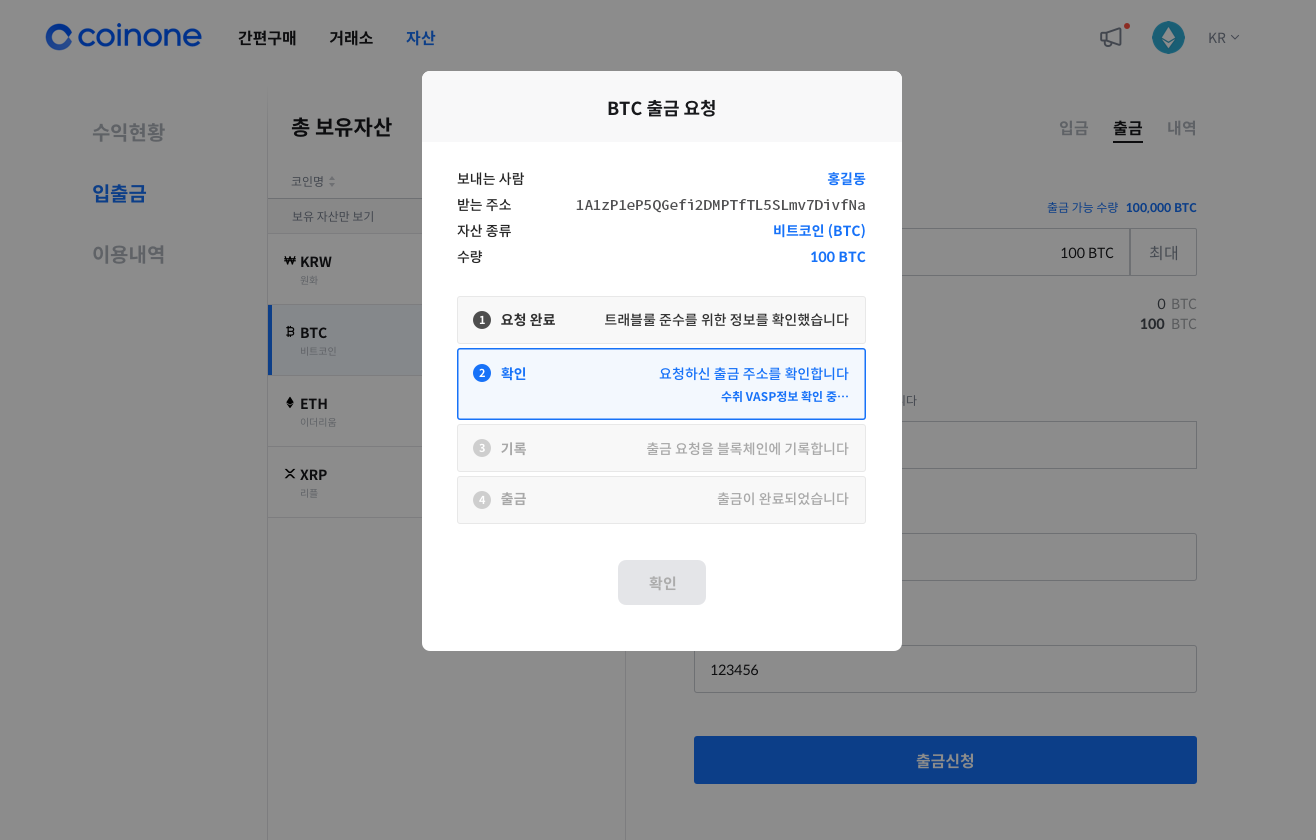 coinone 간편구매 거래소 자산 KR
수익현황
입출금
이용내역
총 보유자산
코인명
보유 자산만 보기
KRW
원화
BTC
비트코인
ETH
이더리움
XRP
리플
입금 출금 내역
출금 가능 수량 100,000 BTC
100 BTC 최대
0 BTC
100 BTC
니다
123456
출금신청
BTC 출금 요청
보내는 사람 홍길동
받는 주소 1A1zP1eP5QGefi2DMPTfTL5SLmv7DivfNa
자산 종류 비트코인 (BTC)
수량 100 BTC
1 요청 완료 트래블룰 준수를 위한 정보를 확인했습니다
2 확인 요청하신 출금 주소를 확인합니다
수취 VASP정보 확인 중⋯
3 기록 출금 요청을 블록체인에 기록합니다
4 출금 출금이 완료되었습니다
확인